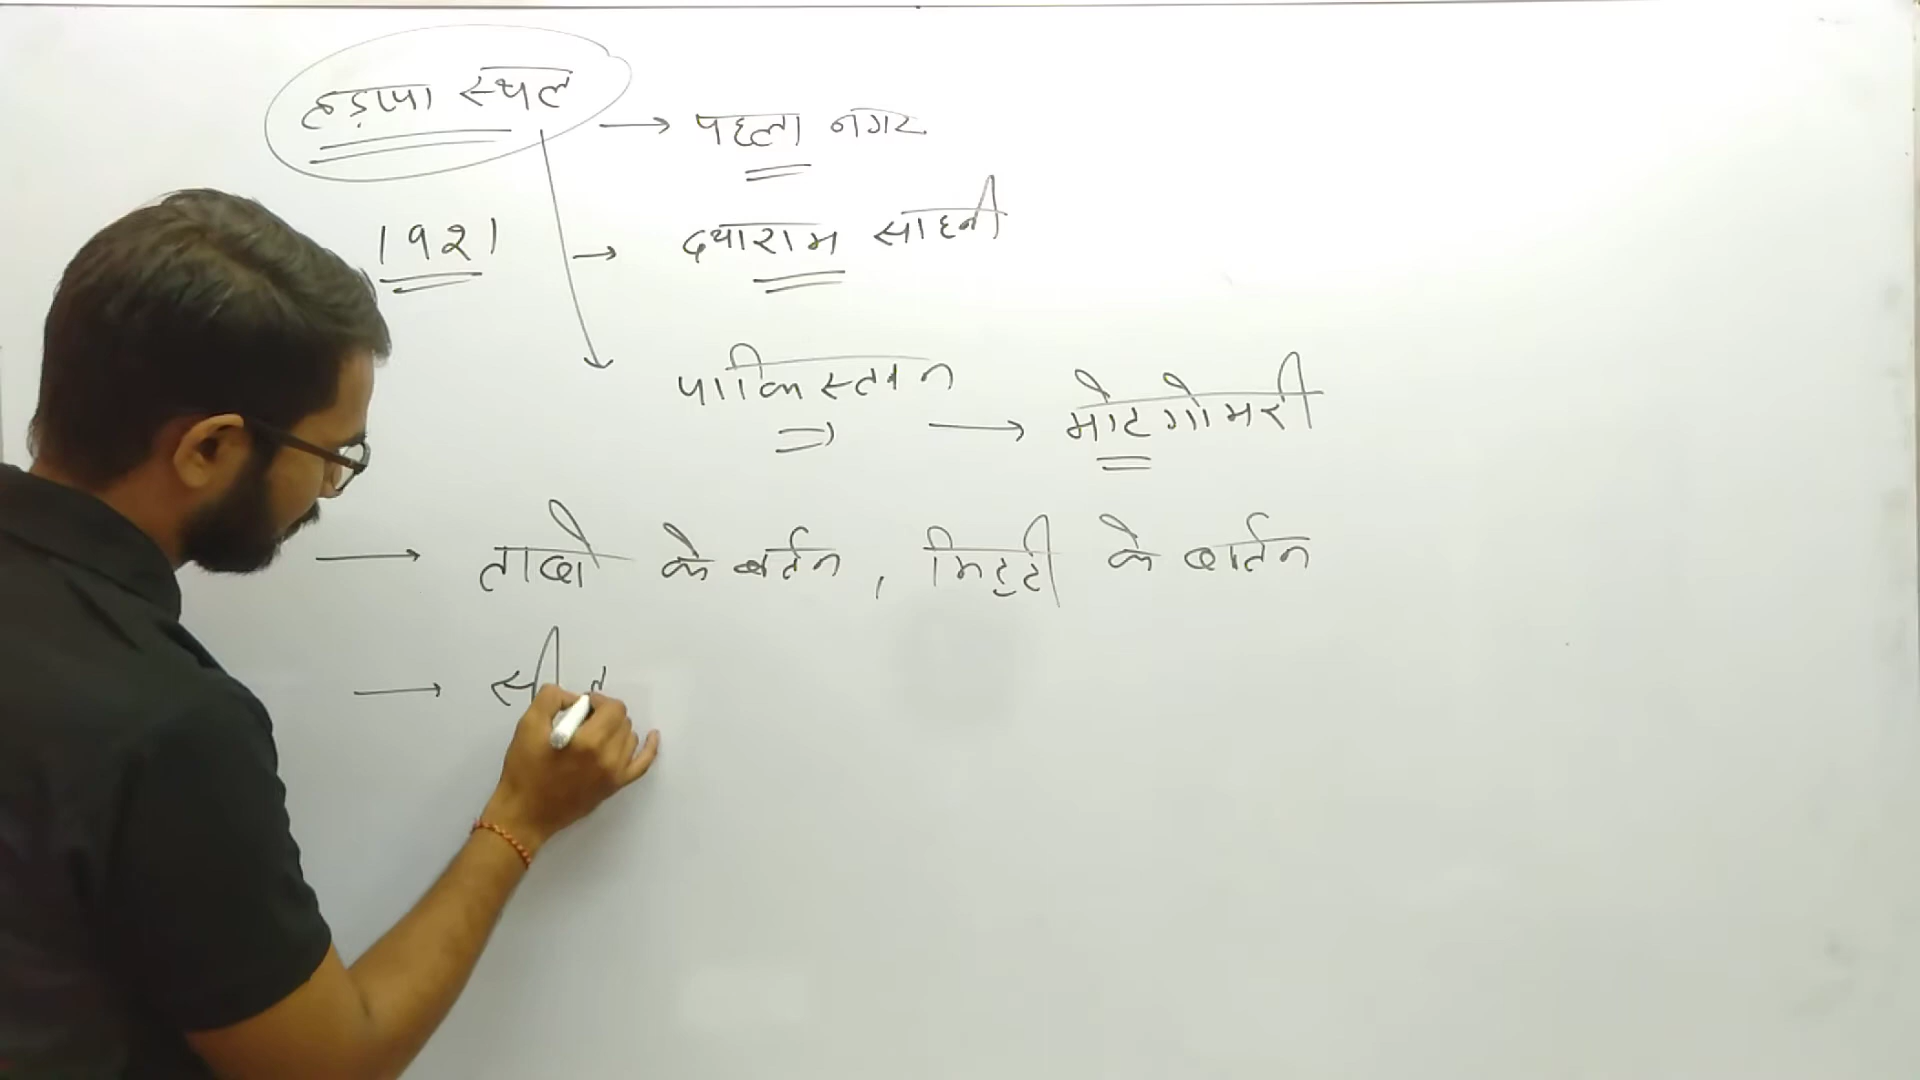 हड़प्पा स्थल → पहला नगर
1921 → दयाराम साहनी
पाकिस्तान → मोटगोमरी
→ ताबो के बर्तन, मिट्टी के बर्तन
→